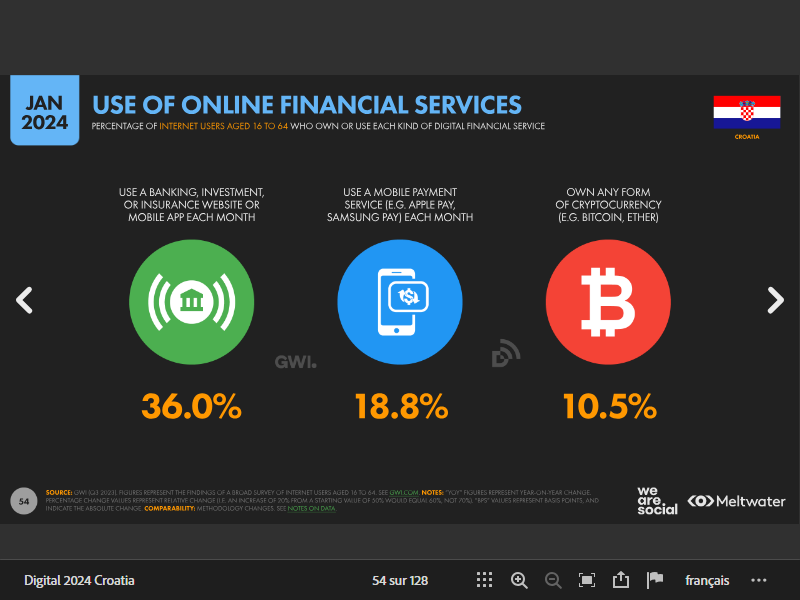 JAN
2024
USE OF ONLINE FINANCIAL SERVICES
PERCENTAGE OF INTERNET USERS AGED 16 TO 64 WHO OWN OR USE EACH KIND OF DIGITAL FINANCIAL SERVICE
CROATIA
USE A BANKING, INVESTMENT,
OR INSURANCE WEBSITE OR
MOBILE APP EACH MONTH
USE A MOBILE PAYMENT
SERVICE (E.G. APPLE PAY,
SAMSUNG PAY) EACH MONTH
OWN ANY FORM
OF CRYPTOCURRENCY
(E.G. BITCOIN, ETHER)
GWI.
36.0%
18.8%
10.5%
54
SOURCE: GWI (Q3 2023). FIGURES REPRESENT THE FINDINGS OF A BROAD SURVEY OF INTERNET USERS AGED 16 TO 64. SEE GWI.COM. NOTES: "YOY" FIGURES REPRESENT YEAR-ON-YEAR CHANGE.
PERCENTAGE CHANGE VALUES REPRESENT RELATIVE CHANGE (I.E. AN INCREASE OF 20% FROM A STARTING VALUE OF 50% WOULD EQUAL 60%, NOT 70%). "BPS" VALUES REPRESENT BASIS POINTS, AND
INDICATE THE ABSOLUTE CHANGE. COMPARABILITY: METHODOLOGY CHANGES. SEE NOTES ON DATA.
we
are.
social
Meltwater
Digital 2024 Croatia
54 sur 128
français